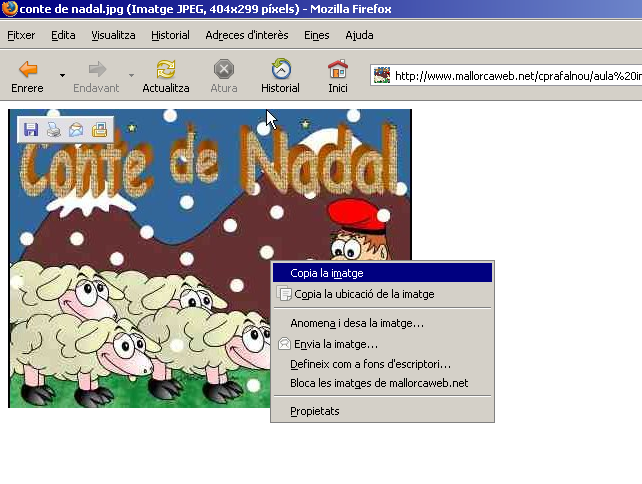 conte de nadal.jpg (Imatge JPEG, 404x299 píxels) - Mozilla Firefox
Fitxer Edita Visualitza Historial Adreces d'interès Eines Ajuda
Enrere Endavant Actualitza Atura Historial Inici http://www.mallorcaweb.net/cprafalnou/aula%20in
Conte de Nadal
Copia la imatge
Copia la ubicació de la imatge
Anomena i desa la imatge...
Envia la imatge...
Defineix com a fons d'escriptori...
Bloca les imatges de mallorcaweb.net
Propietats